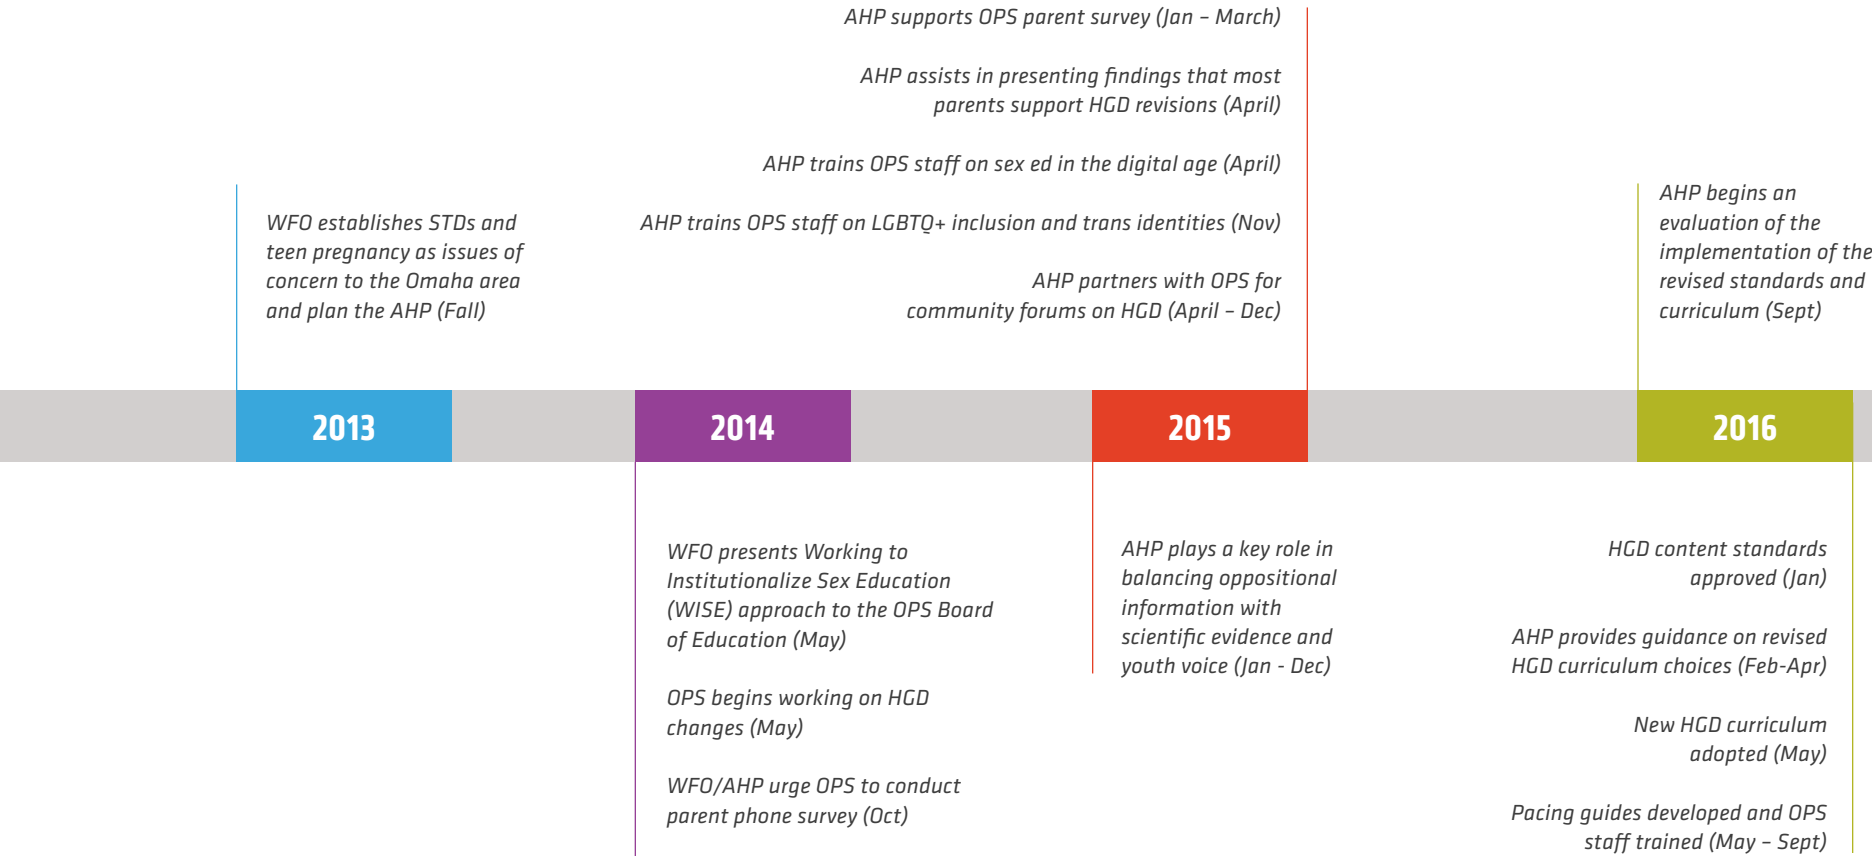 AHP supports OPS parent survey (Jan – March)
AHP assists in presenting findings that most
parents support HGD revisions (April)
AHP trains OPS staff on sex ed in the digital age (April)
AHP trains OPS staff on LGBTQ+ inclusion and trans identities (Nov)
AHP partners with OPS for
community forums on HGD (April – Dec)
WFO establishes STDs and
teen pregnancy as issues of
concern to the Omaha area
and plan the AHP (Fall)
AHP begins an
evaluation of the
implementation of the
revised standards and
curriculum (Sept)
2013
2014
2015
2016
WFO presents Working to
Institutionalize Sex Education
(WISE) approach to the OPS Board
of Education (May)
OPS begins working on HGD
changes (May)
WFO/AHP urge OPS to conduct
parent phone survey (Oct)
AHP plays a key role in
balancing oppositional
information with
scientific evidence and
youth voice (Jan - Dec)
HGD content standards
approved (Jan)
AHP provides guidance on revised
HGD curriculum choices (Feb-Apr)
New HGD curriculum
adopted (May)
Pacing guides developed and OPS
staff trained (May – Sept)